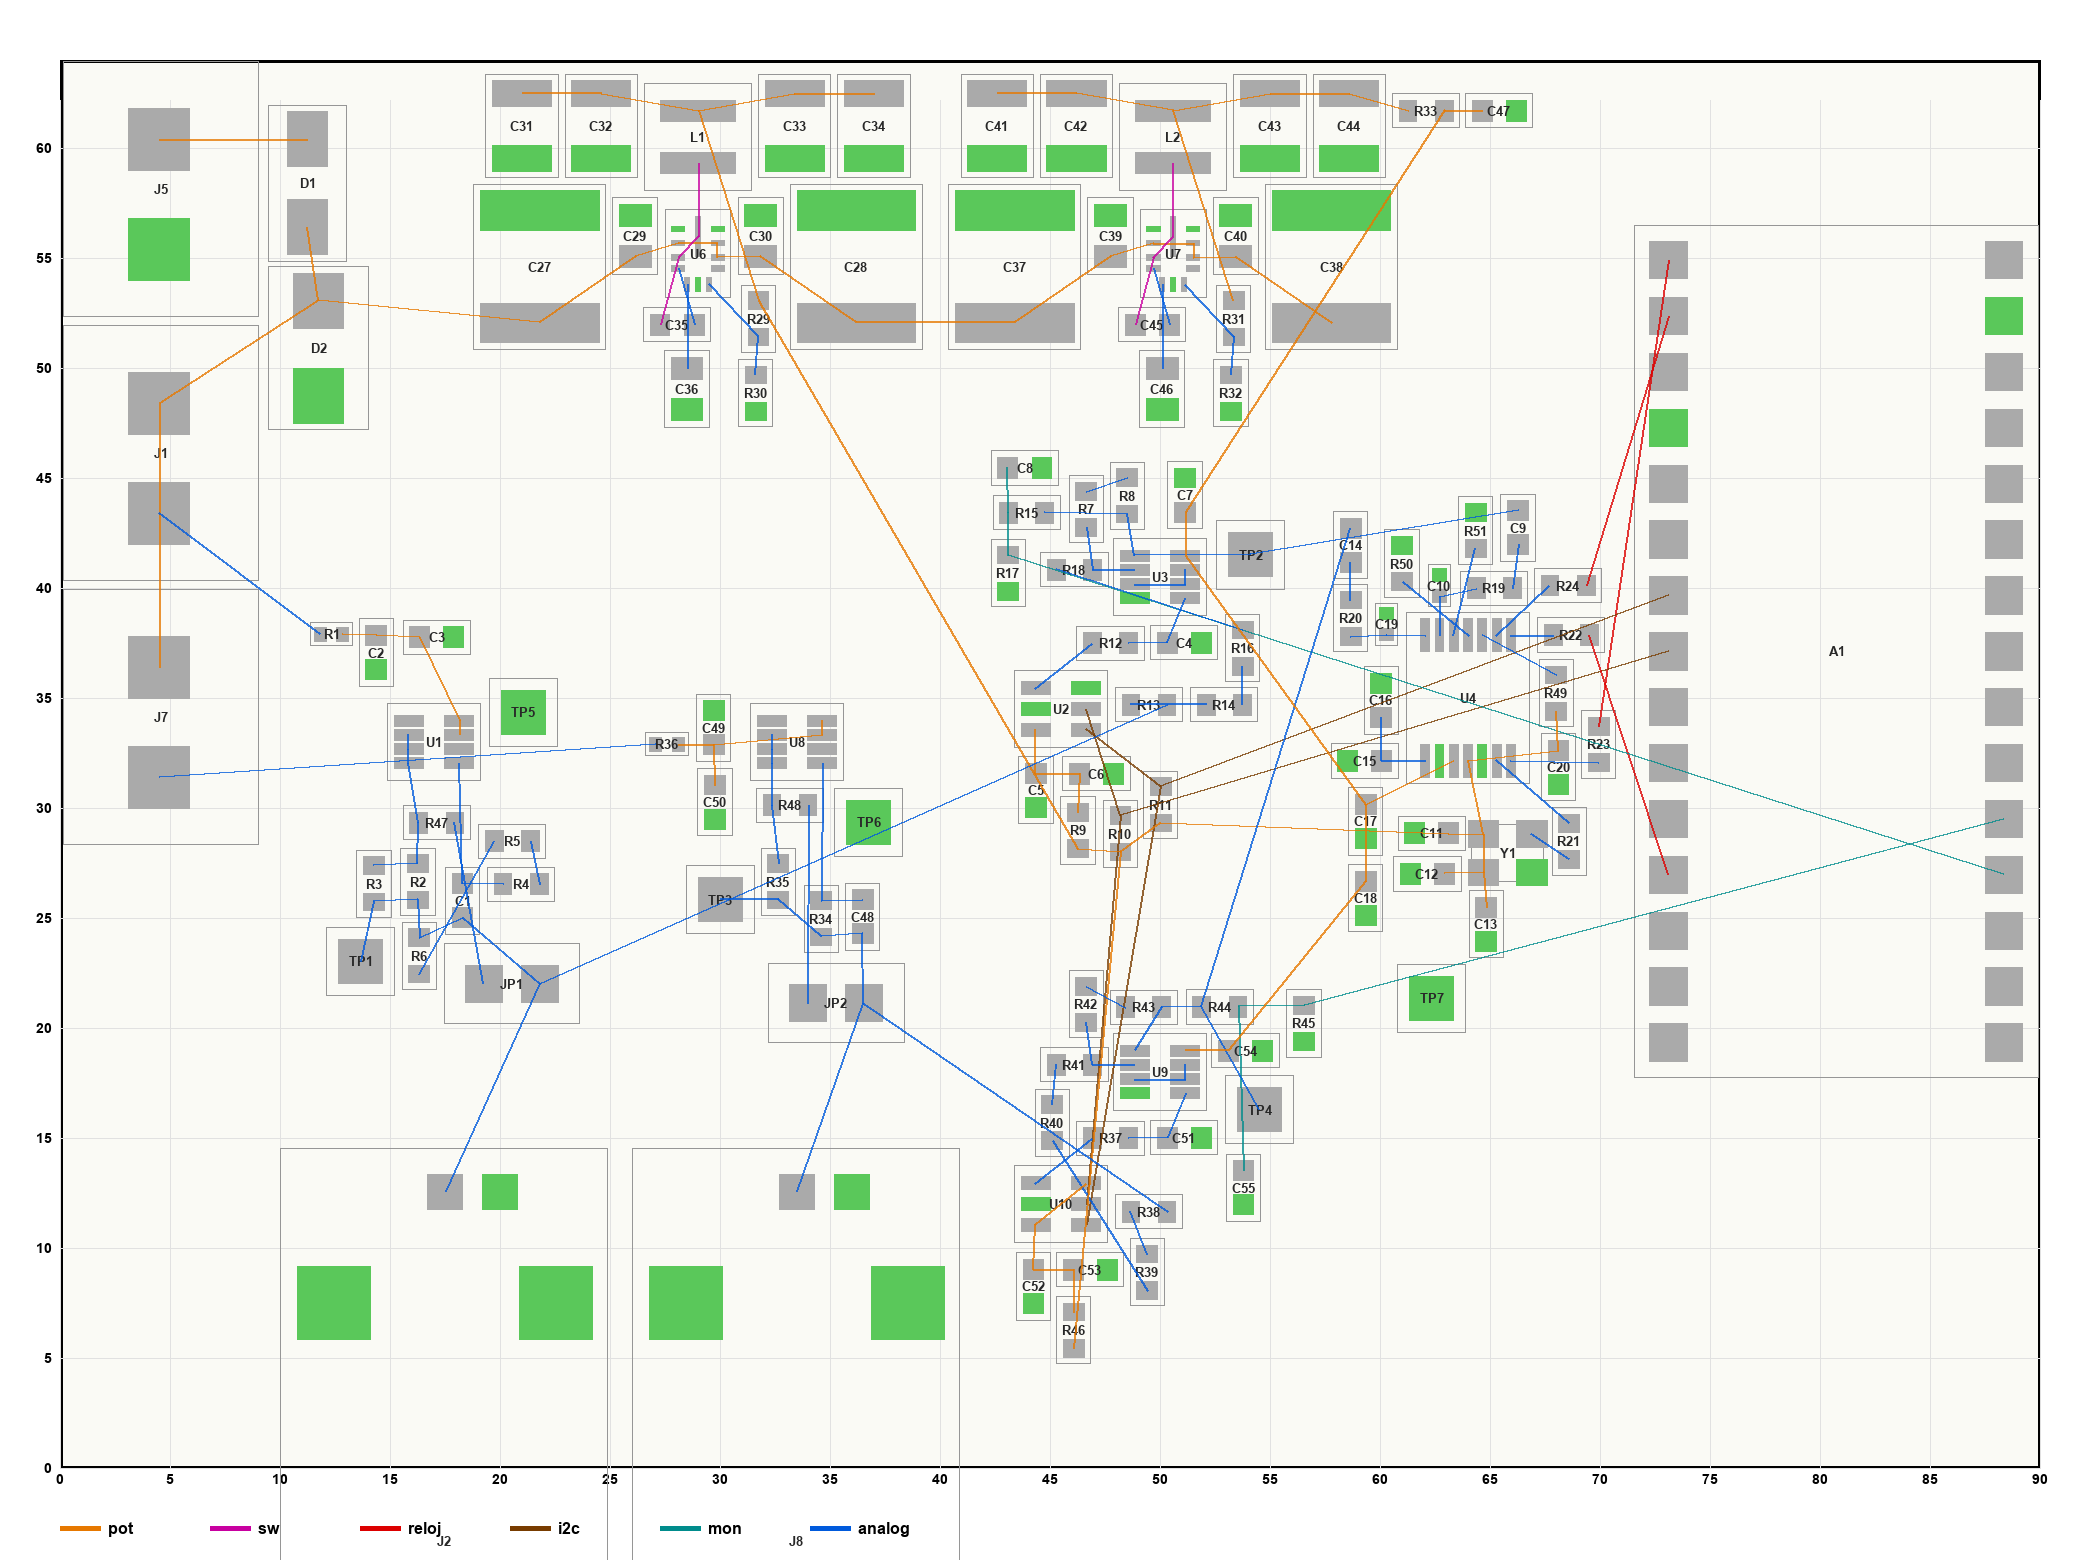 C31 C32 L1 C33 C34 C41 C42 L2 C43 C44 R33 C47
60
J5 D1
55
C27 C29 U6 C30 C28 C37 C39 U7 C40 C38
D2 C35 R29 C45 R31
50
C36 R30 C46 R32
J1
45
C8 R15 R7 R8 C7
R17 R18 U3 TP2 C14 R50 C10 R51 C9 R19 R24
40
R1 C2 C3 R12 C4 R16 R20 C19 R22 A1
35
J7 TP5 U2 R13 R14 C16 U4 R49
U1 R36 C49 U8 C5 C6 C15 C20 R23
30
C50 R48 TP6 R9 R10 R11 C17 C11 Y1 R21
R47 R5
R3 R2 C1 R4 TP3 R35 R34 C48 C18 C12 C13
25
TP1 R6 JP1 JP2 R42 R43 R44 R45 TP7
20
R41 U9 C54 TP4
R40 R37 C51
15
U10 R38 C55
10
C52 C53 R39
R46
5
0
0 5 10 15 20 25 30 35 40 45 50 55 60 65 70 75 80 85 90
pot sw reloj i2c mon analog
J2 J8